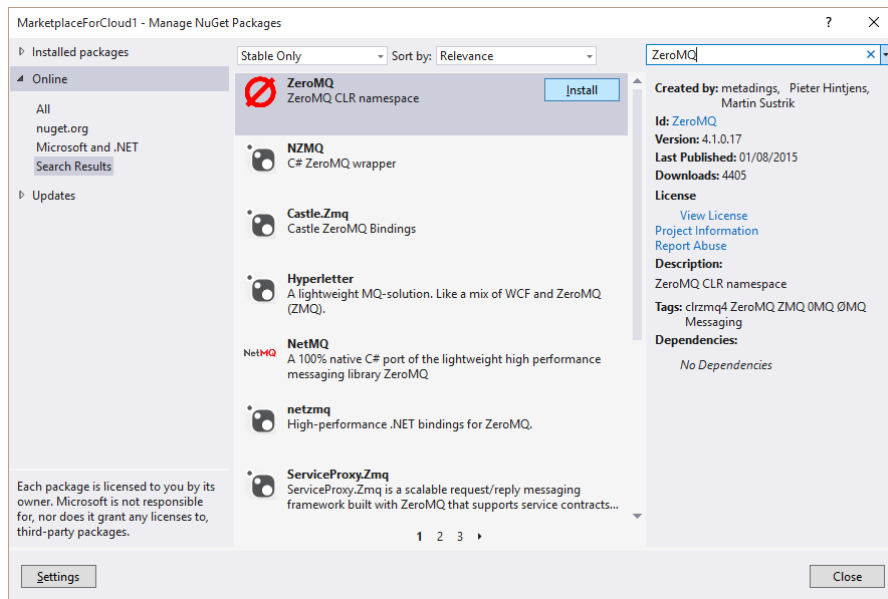 MarketplaceForCloud1 - Manage NuGet Packages
Installed packages
Online
All
nuget.org
Microsoft and .NET
Search Results
Updates
Each package is licensed to you by its
owner. Microsoft is not responsible
for, nor does it grant any licenses to,
third-party packages.
Stable Only
Sort by: Relevance
ZeroMQ
ZeroMQ CLR namespace
Install
NZMQ
C# ZeroMQ wrapper
Castle.Zmq
Castle ZeroMQ Bindings
Hyperletter
A lightweight MQ-solution. Like a mix of WCF and ZeroMQ
(ZMQ).
NetMQ
NetMQ
A 100% native C# port of the lightweight high performance
messaging library ZeroMQ
netzmq
High-performance .NET bindings for ZeroMQ.
ServiceProxy.Zmq
ServiceProxy.Zmq is a scalable request/reply messaging
framework built with ZeroMQ that supports service contracts...
1 2 3
ZeroMQ
Created by: metadings, Pieter Hintjens,
Martin Sustrik
Id: ZeroMQ
Version: 4.1.0.17
Last Published: 01/08/2015
Downloads: 4405
License
View License
Project Information
Report Abuse
Description:
ZeroMQ CLR namespace
Tags: clrzmq4 ZeroMQ ZMQ 0MQ ØMQ
Messaging
Dependencies:
No Dependencies
Settings
Close